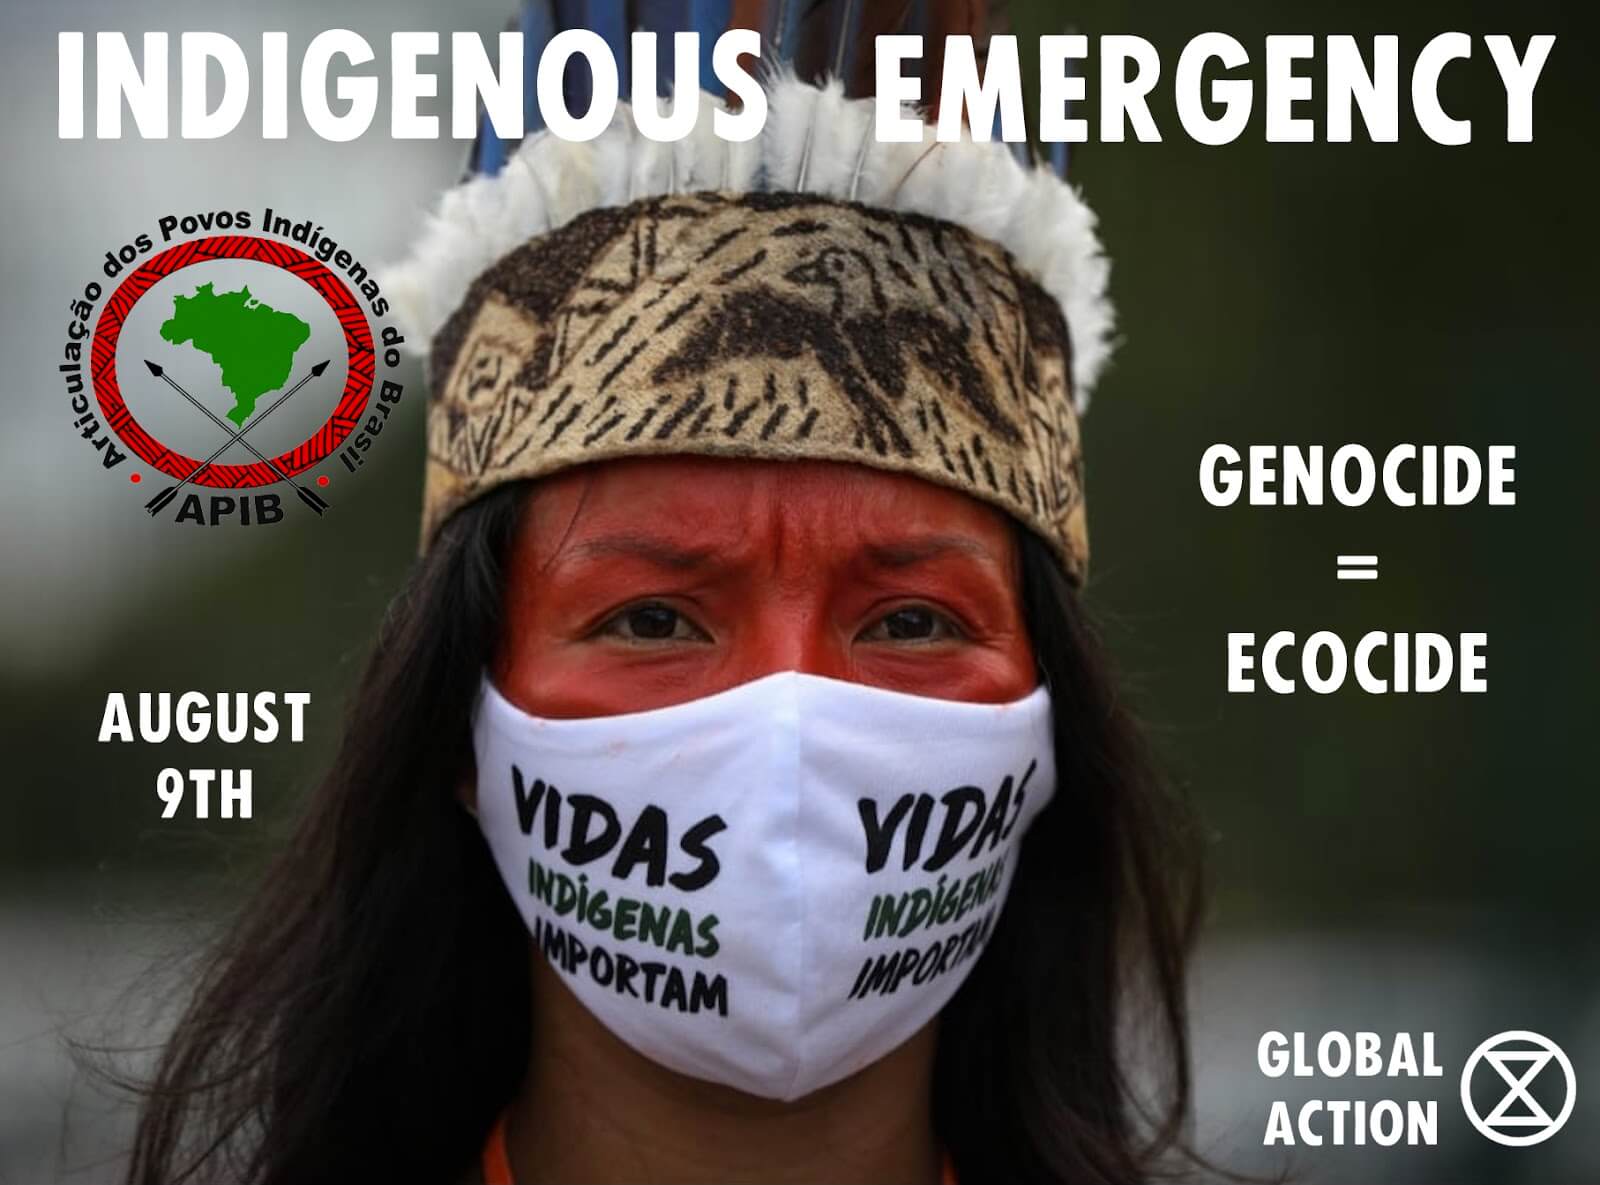 INDIGENOUS EMERGENCY
Articulação dos Povos Indígenas do Brasil
APIB
GENOCIDE
=
ECOCIDE
AUGUST
9TH
VIDAS
INDÍGENAS
IMPORTAM
VIDAS
INDÍGENAS
IMPORTAM
GLOBAL
ACTION